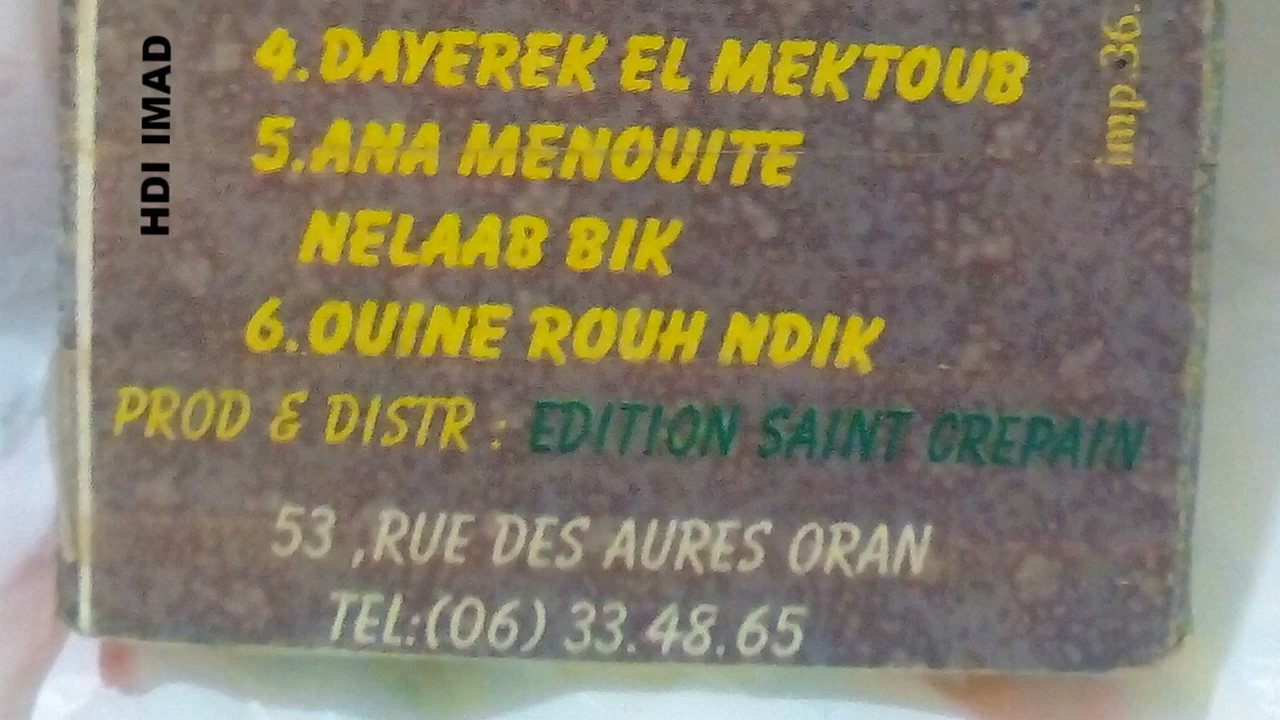 HDI IMAD
4. DAYEREK EL MEKTOUB
5. ANA MENOUITE
NELAAB BIK
6. OUINE ROUH NDIK
PROD & DISTR : EDITION SAINT CREPAIN
53 ,RUE DES AURES ORAN
TEL:(06) 33.48.65
imp.36.